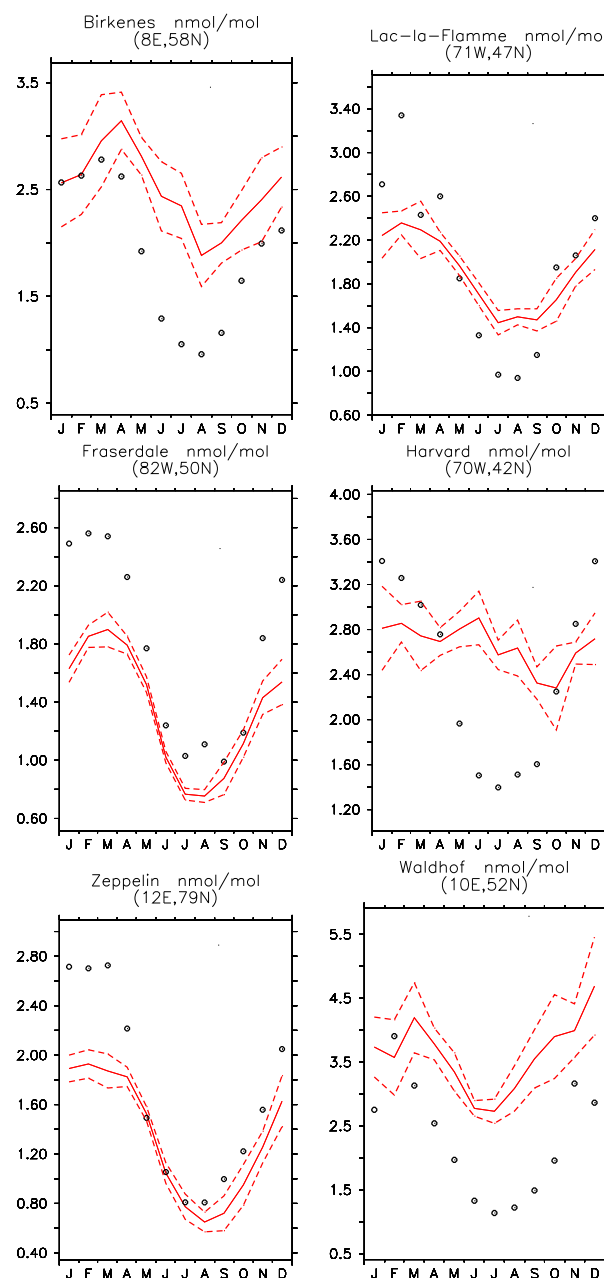 Birkenes nmol/mol
(8E,58N)
3.5
2.5
1.5
0.5
J F M A M J J A S O N D
Lac-la-Flamme nmol/mol
(71W,47N)
3.40
3.00
2.60
2.20
1.80
1.40
1.00
0.60
J F M A M J J A S O N D
Fraserdale nmol/mol
(82W,50N)
2.60
2.20
1.80
1.40
1.00
0.60
J F M A M J J A S O N D
Harvard nmol/mol
(70W,42N)
4.00
3.60
3.20
2.80
2.40
2.00
1.60
1.20
J F M A M J J A S O N D
Zeppelin nmol/mol
(12E,79N)
2.80
2.40
2.00
1.60
1.20
0.80
0.40
J F M A M J J A S O N D
Waldhof nmol/mol
(10E,52N)
5.5
4.5
3.5
2.5
1.5
0.5
J F M A M J J A S O N D